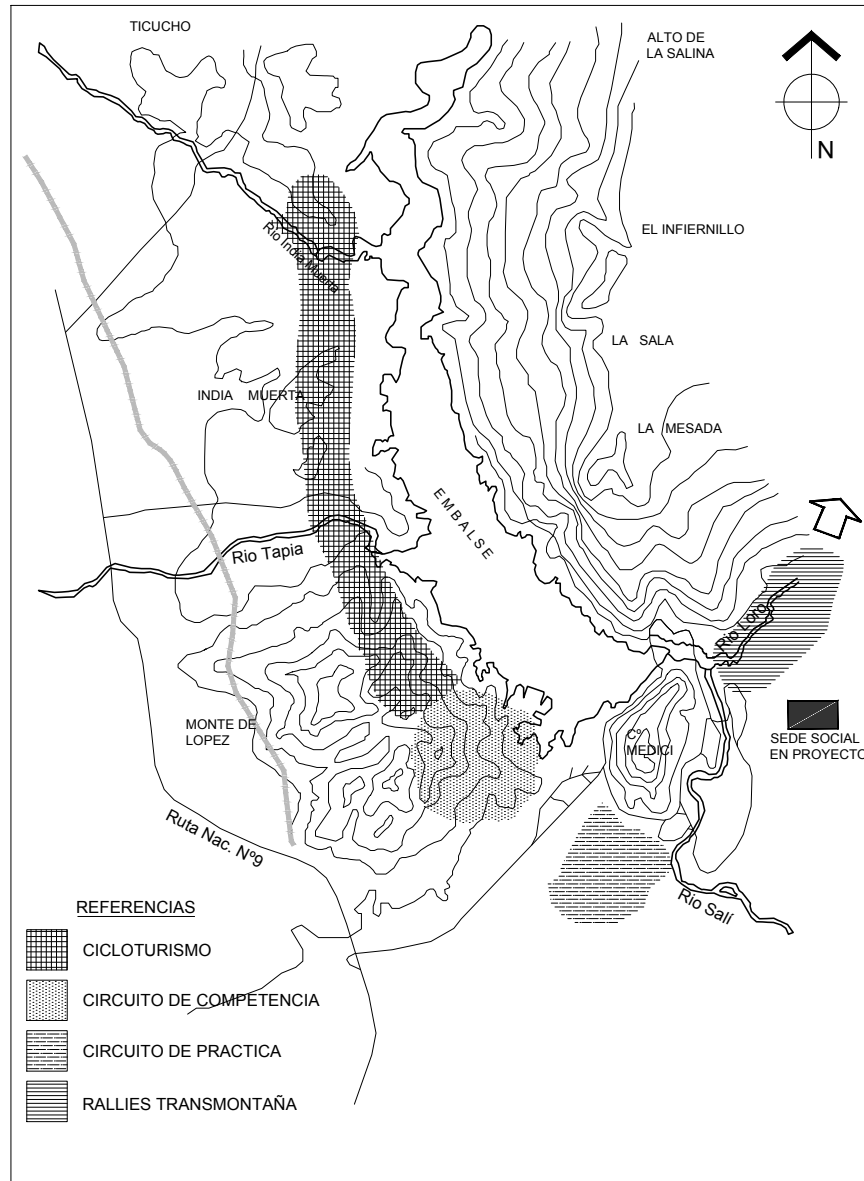 TICUCHO
ALTO DE
LA SALINA
N
EL INFIERNILLO
Rio India Muerta
LA SALA
INDIA MUERTA
LA MESADA
EMBALSE
Rio Tapia
Rio Loro
MONTE DE
LOPEZ
Cº
MEDICI
SEDE SOCIAL
EN PROYECTO
Ruta Nac. Nº9
Rio Salí
REFERENCIAS
CICLOTURISMO
CIRCUITO DE COMPETENCIA
CIRCUITO DE PRACTICA
RALLIES TRANSMONTAÑA